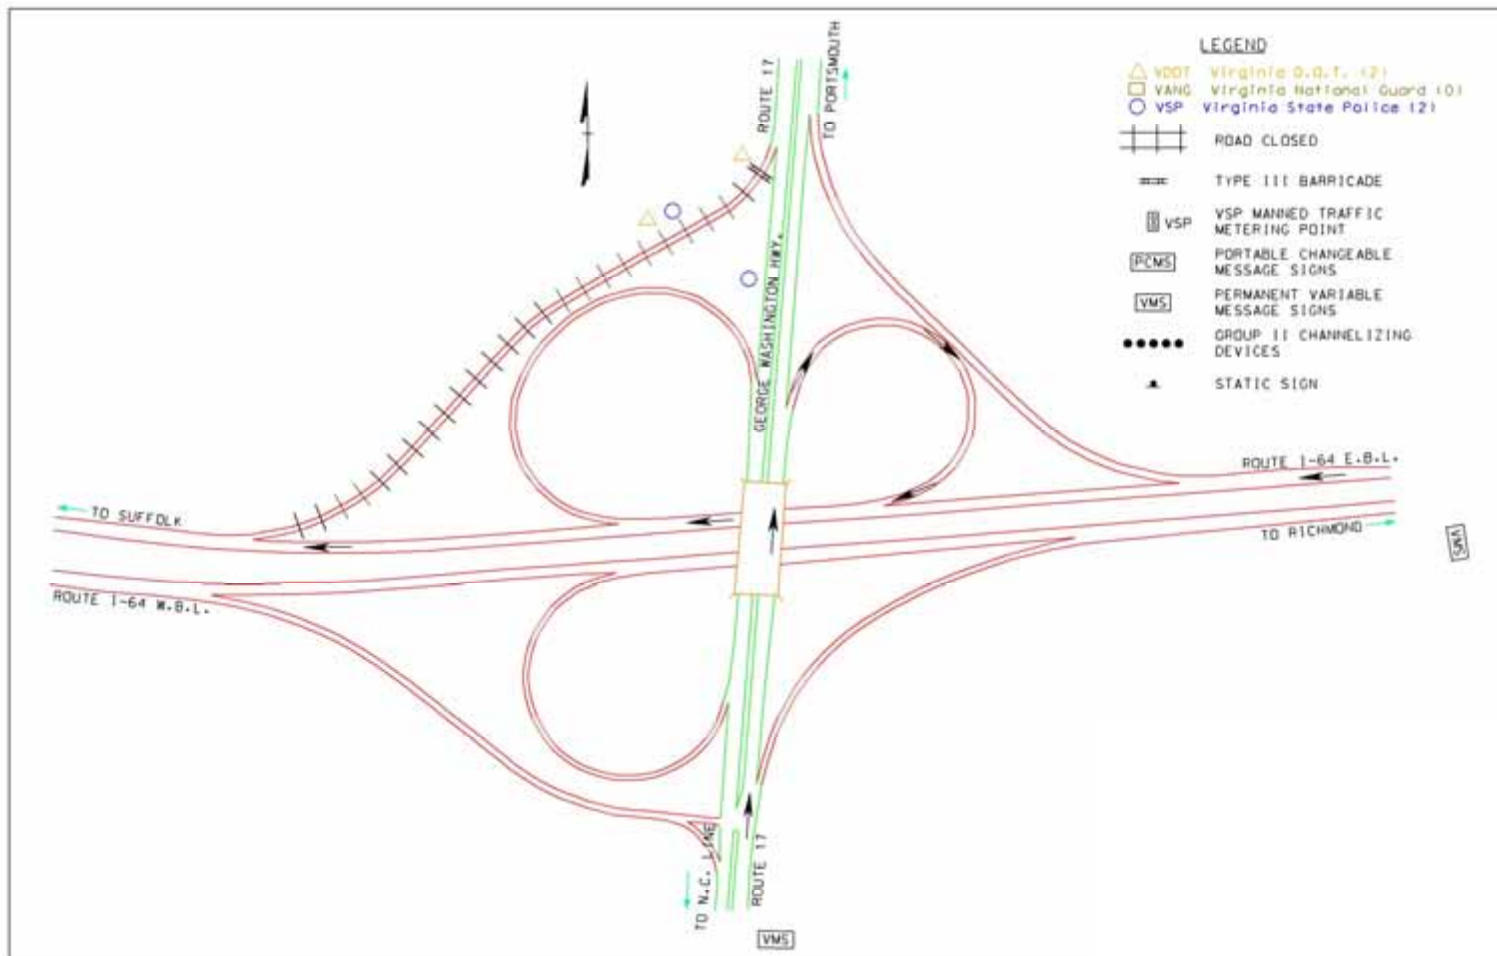 LEGEND
VDOT Virginia D.O.T. (2)
VANG Virginia National Guard (0)
VSP Virginia State Police (2)
ROAD CLOSED
TYPE III BARRICADE
VSP VSP MANNED TRAFFIC
METERING POINT
PCMS PORTABLE CHANGEABLE
MESSAGE SIGNS
VMS PERMANENT VARIABLE
MESSAGE SIGNS
GROUP II CHANNELIZING
DEVICES
STATIC SIGN
ROUTE 17
TO PORTSMOUTH
GEORGE WASHINGTON HWY.
ROUTE I-64 E.B.L.
TO SUFFOLK
TO RICHMOND
VMS
ROUTE I-64 W.B.L.
TO N.C. LINE
ROUTE 17
VMS